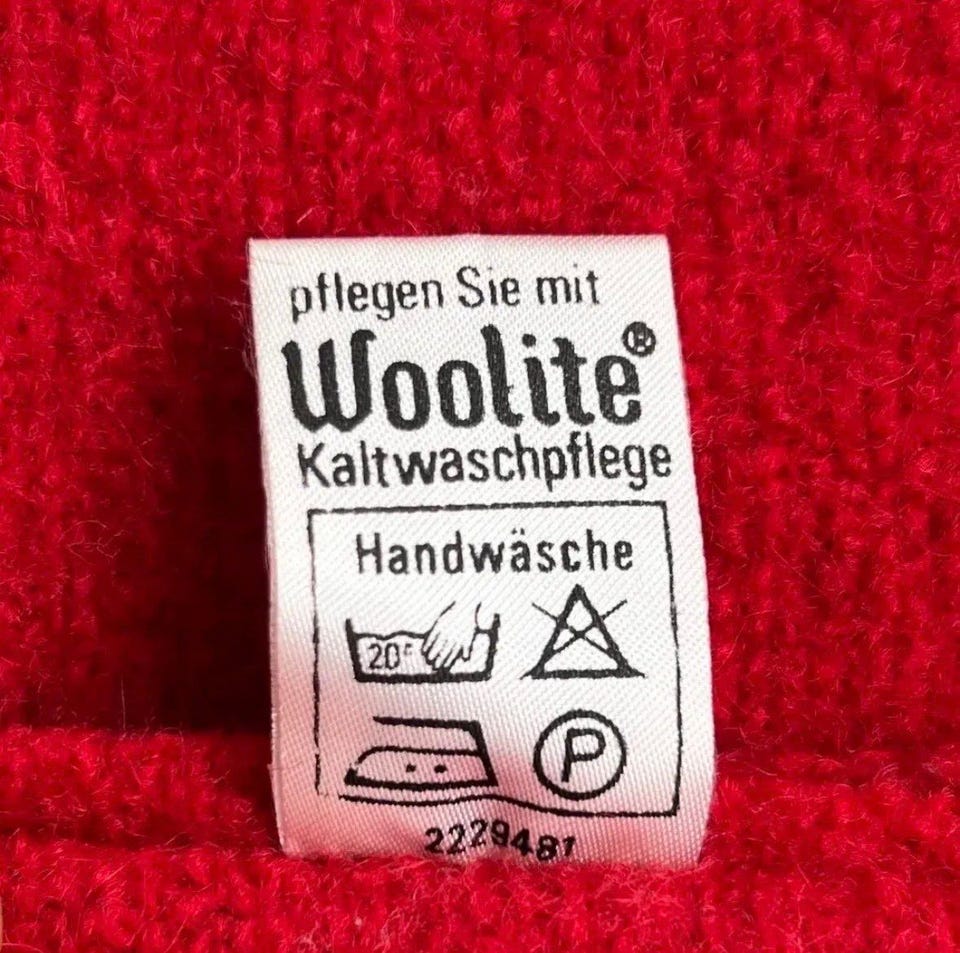 pflegen Sie mit
Woolite®
Kaltwaschpflege
Handwäsche
20°
P
2229481